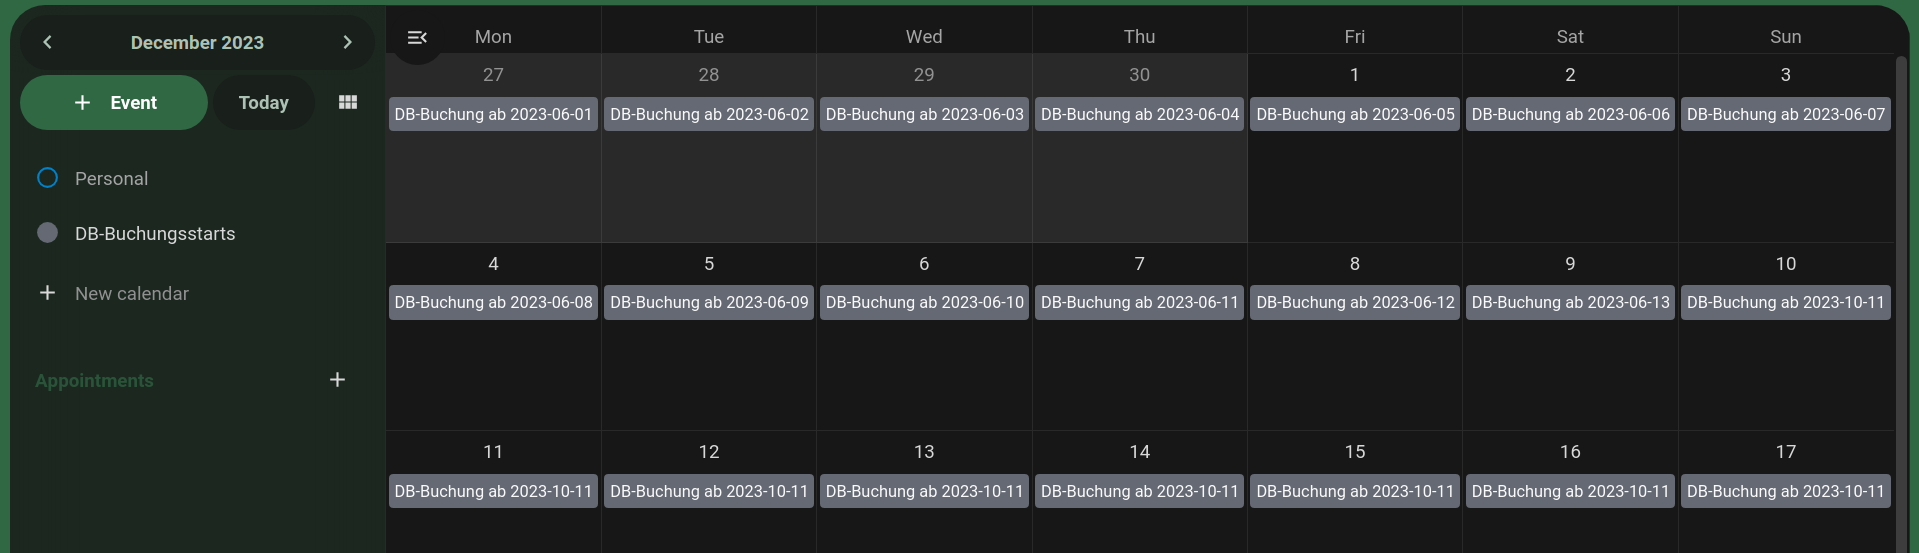 December 2023
Event
Today
Personal
DB-Buchungsstarts
New calendar
Appointments
Mon Tue Wed Thu Fri Sat Sun
27 28 29 30 1 2 3
DB-Buchung ab 2023-06-01 DB-Buchung ab 2023-06-02 DB-Buchung ab 2023-06-03 DB-Buchung ab 2023-06-04 DB-Buchung ab 2023-06-05 DB-Buchung ab 2023-06-06 DB-Buchung ab 2023-06-07
4 5 6 7 8 9 10
DB-Buchung ab 2023-06-08 DB-Buchung ab 2023-06-09 DB-Buchung ab 2023-06-10 DB-Buchung ab 2023-06-11 DB-Buchung ab 2023-06-12 DB-Buchung ab 2023-06-13 DB-Buchung ab 2023-10-11
11 12 13 14 15 16 17
DB-Buchung ab 2023-10-11 DB-Buchung ab 2023-10-11 DB-Buchung ab 2023-10-11 DB-Buchung ab 2023-10-11 DB-Buchung ab 2023-10-11 DB-Buchung ab 2023-10-11 DB-Buchung ab 2023-10-11